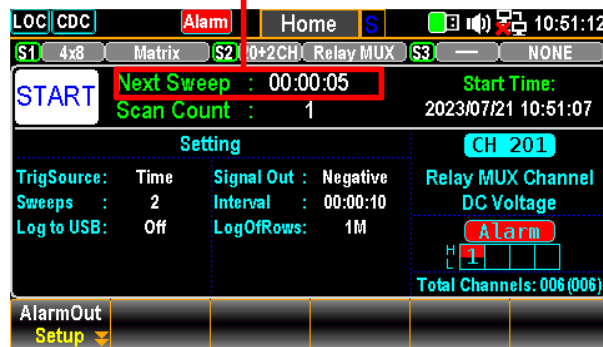 LOC CDC Alarm Home S 10:51:12
S1 4x8 Matrix S2 20+2CH Relay MUX S3 — NONE
START
Next Sweep : 00:00:05
Scan Count : 1
Start Time:
2023/07/21 10:51:07
Setting
TrigSource: Time Signal Out : Negative
Sweeps : 2 Interval : 00:00:10
Log to USB: Off LogOfRows: 1M
CH 201
Relay MUX Channel
DC Voltage
Alarm
H 1
L
Total Channels: 006 (006)
AlarmOut
Setup